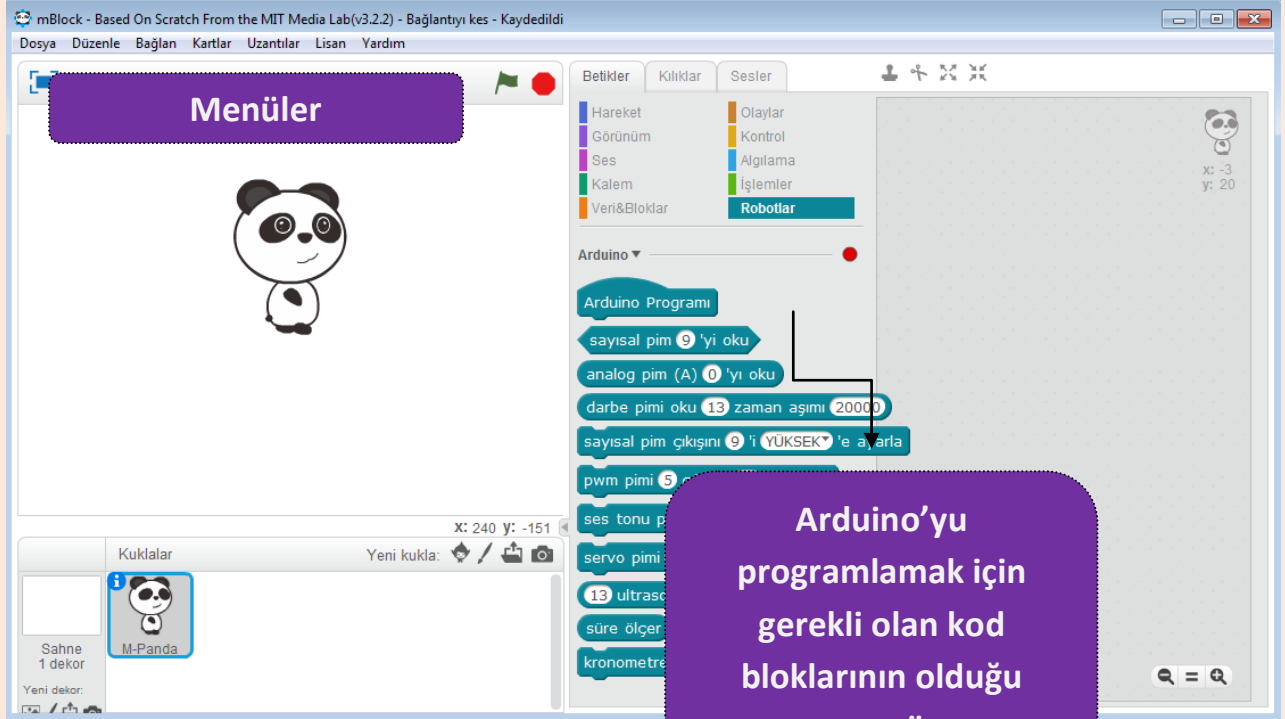 mBlock - Based On Scratch From the MIT Media Lab(v3.2.2) - Bağlantıyı kes - Kaydedildi
Dosya Düzenle Bağlan Kartlar Uzantılar Lisan Yardım
Menüler
Betikler Kılıklar Sesler
Hareket Olaylar
Görünüm Kontrol
Ses Algılama
Kalem İşlemler
Veri&Bloklar Robotlar
x: -3
y: 20
Arduino
Arduino Programı
sayısal pim 9 'yi oku
analog pim (A) 0 'yı oku
darbe pimi oku 13 zaman aşımı 20000
sayısal pim çıkışını 9 'i YÜKSEK 'e ayarla
pwm pimi 5
ses tonu
servo pimi
13
süre ölçer
kronometre
Arduino’yu
programlamak için
gerekli olan kod
bloklarının olduğu
X: 240 y: -151
Kuklalar Yeni kukla:
Sahne
1 dekor
M-Panda
Yeni dekor: